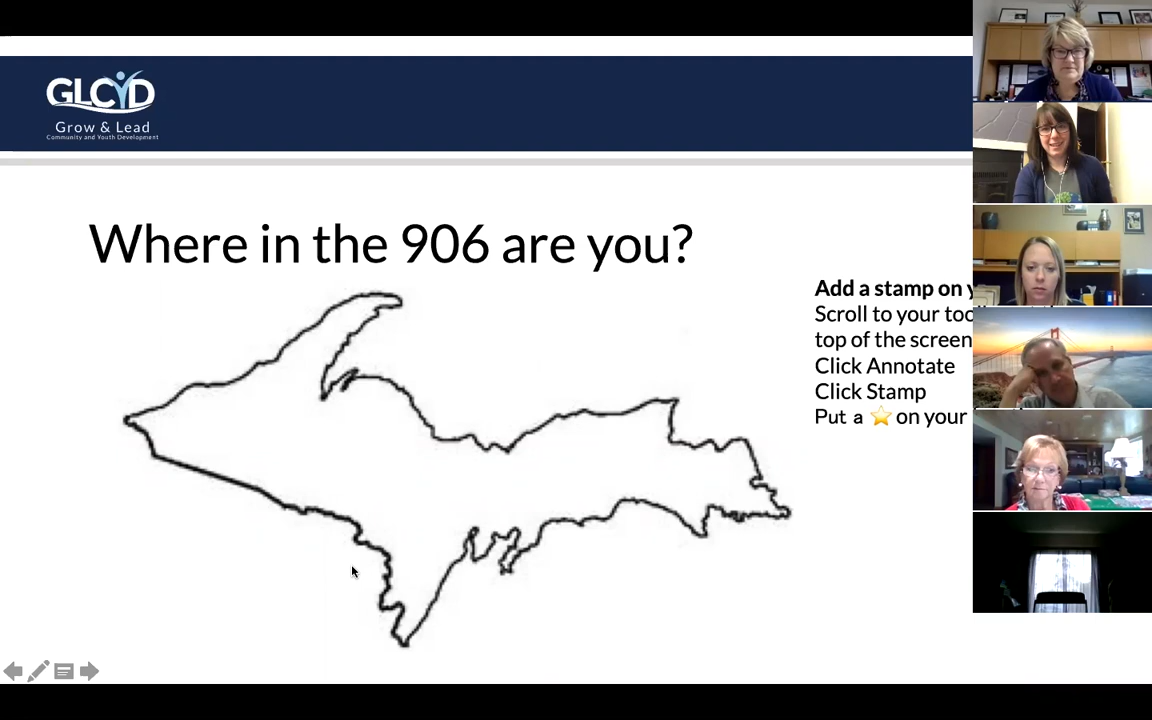 GLCYD
Grow & Lead
Community and Youth Development
Where in the 906 are you?
Add a stamp on
Scroll to your
top of the screen
Click Annotate
Click Stamp
Put a ⭐ on your